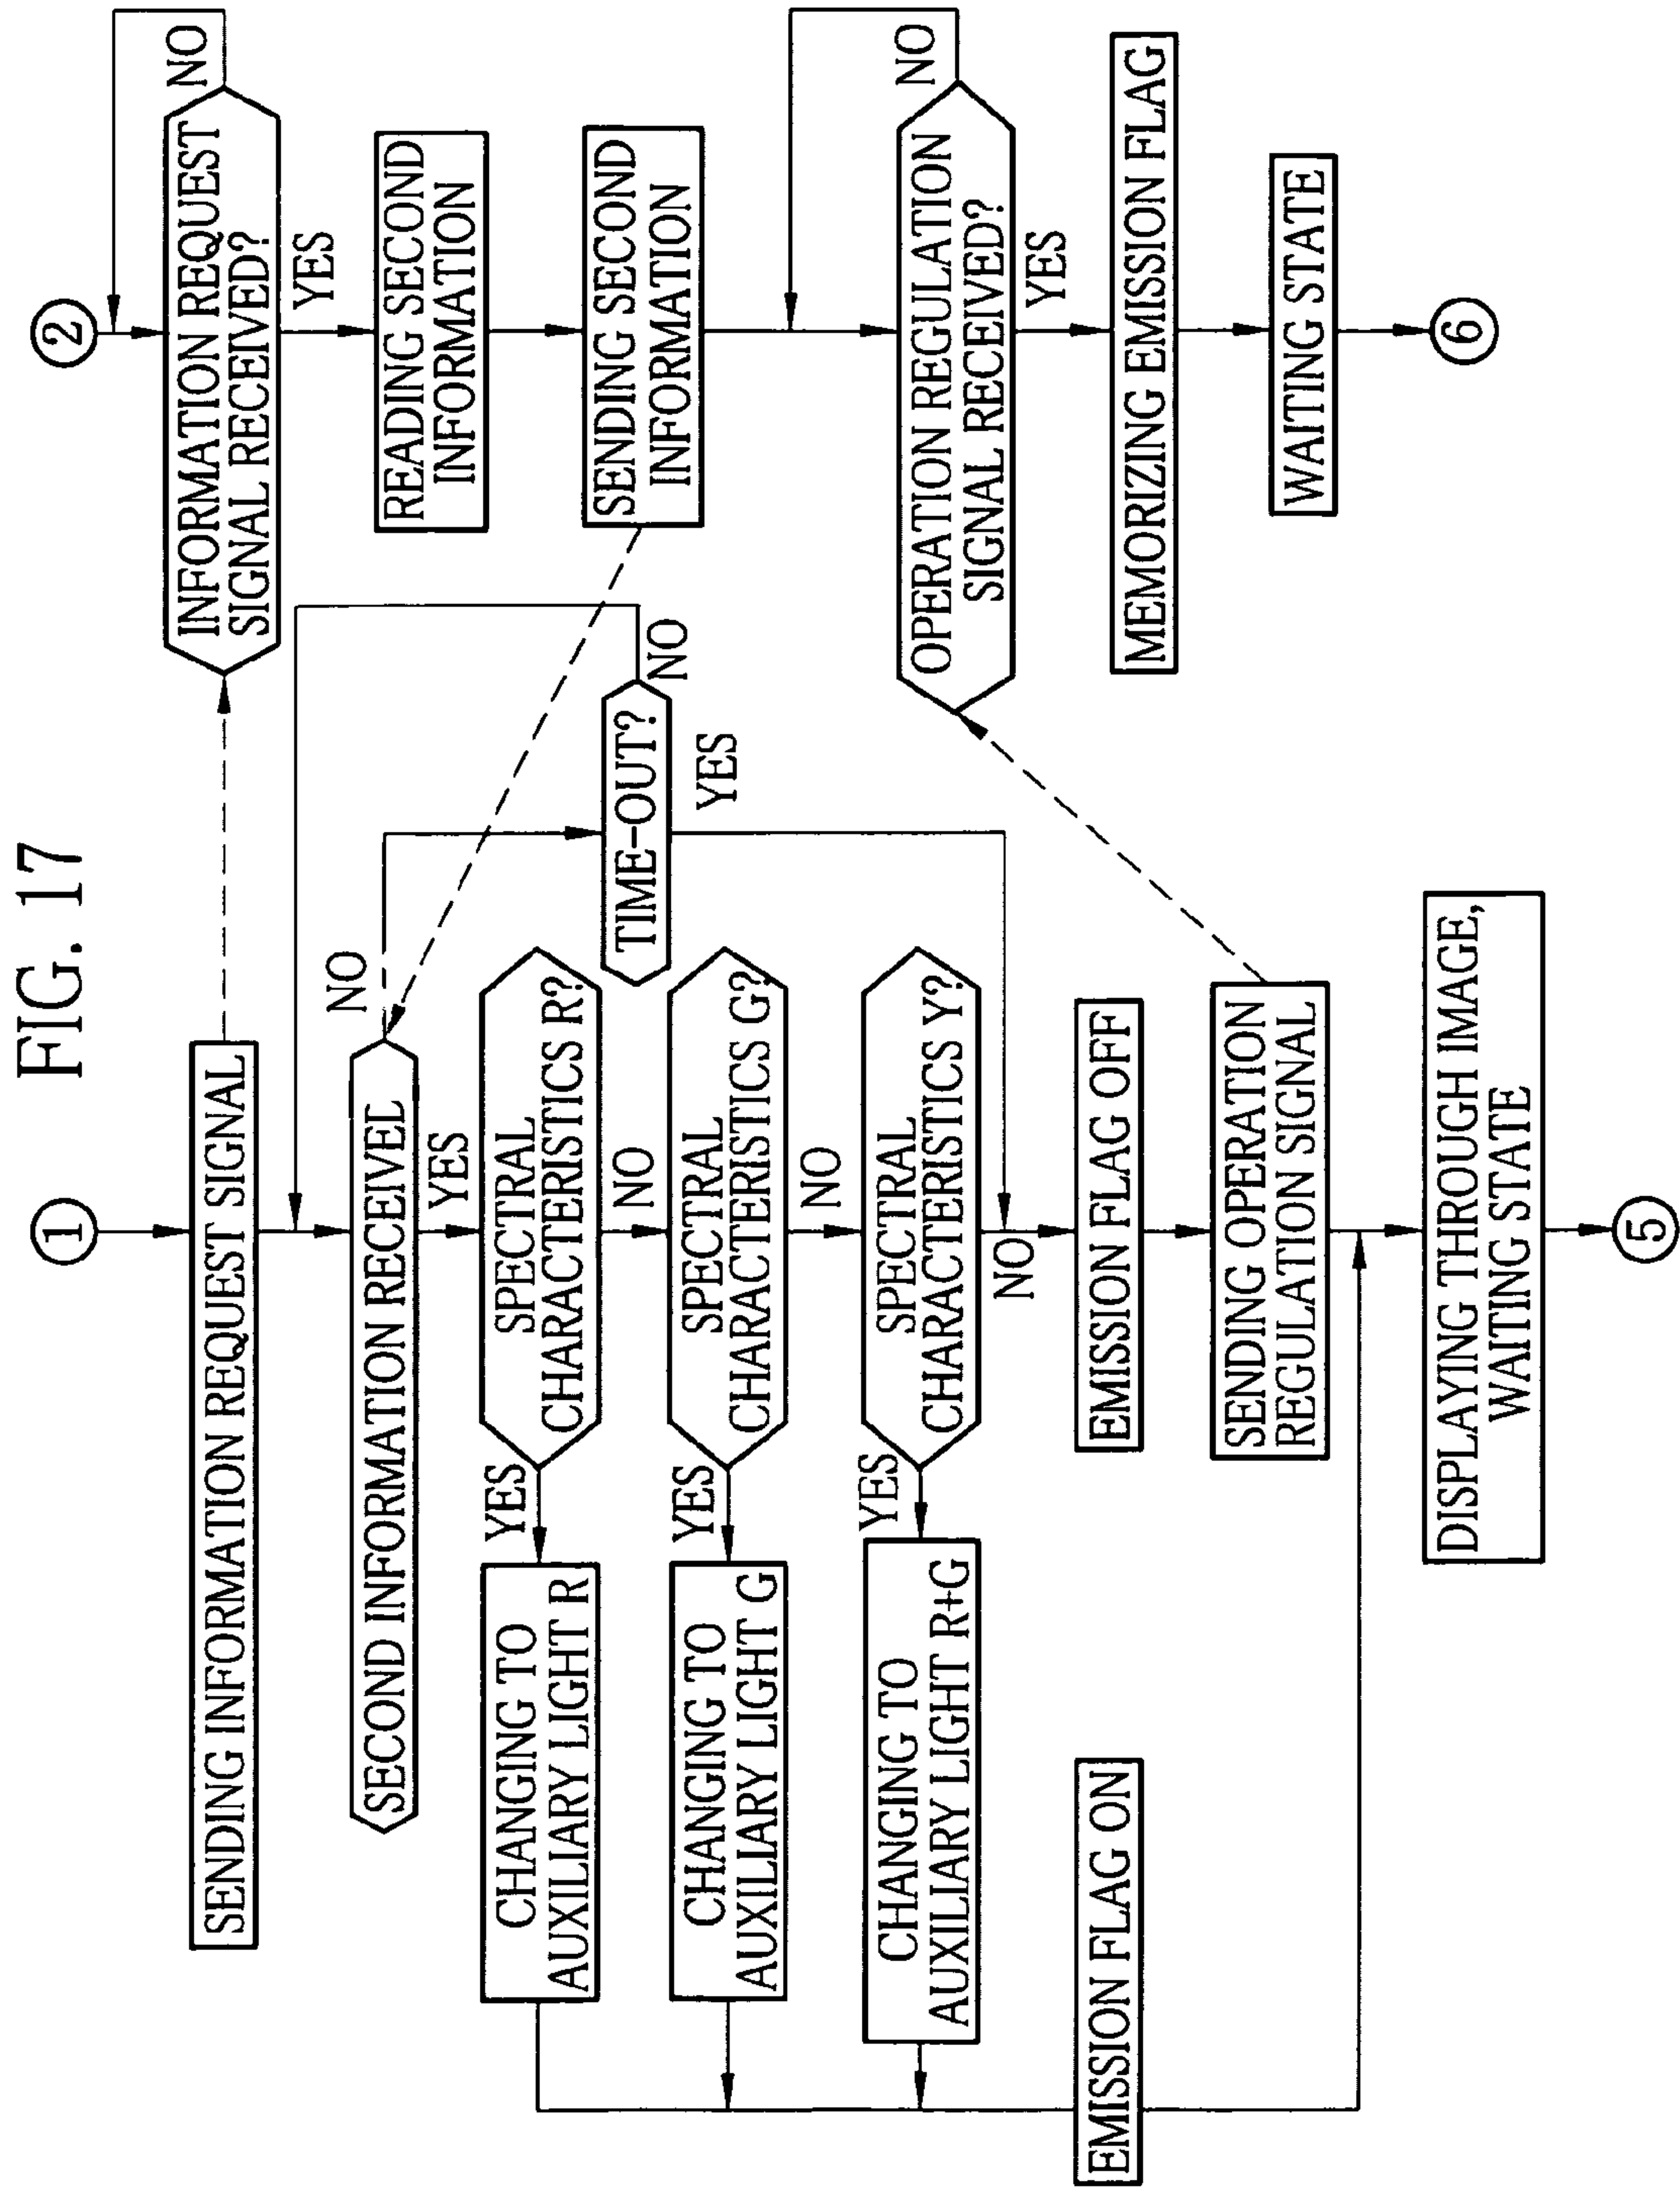 FIG. 17
1
SENDING INFORMATION REQUEST SIGNAL
SECOND INFORMATION RECEIVEL
NO
YES
TIME-OUT?
NO
YES
SPECTRAL
CHARACTERISTICS R?
YES
NO
CHANGING TO
AUXILIARY LIGHT R
SPECTRAL
CHARACTERISTICS G?
YES
NO
CHANGING TO
AUXILIARY LIGHT G
SPECTRAL
CHARACTERISTICS Y?
YES
NO
CHANGING TO
AUXILIARY LIGHT R+G
EMISSION FLAG ON
EMISSION FLAG OFF
SENDING OPERATION
REGULATION SIGNAL
DISPLAYING THROUGH IMAGE,
WAITING STATE
5
2
INFORMATION REQUEST
SIGNAL RECEIVED?
NO
YES
READING SECOND
INFORMATION
SENDING SECOND
INFORMATION
OPERATION REGULATION
SIGNAL RECEIVED?
NO
YES
MEMORIZING EMISSION FLAG
WAITING STATE
6